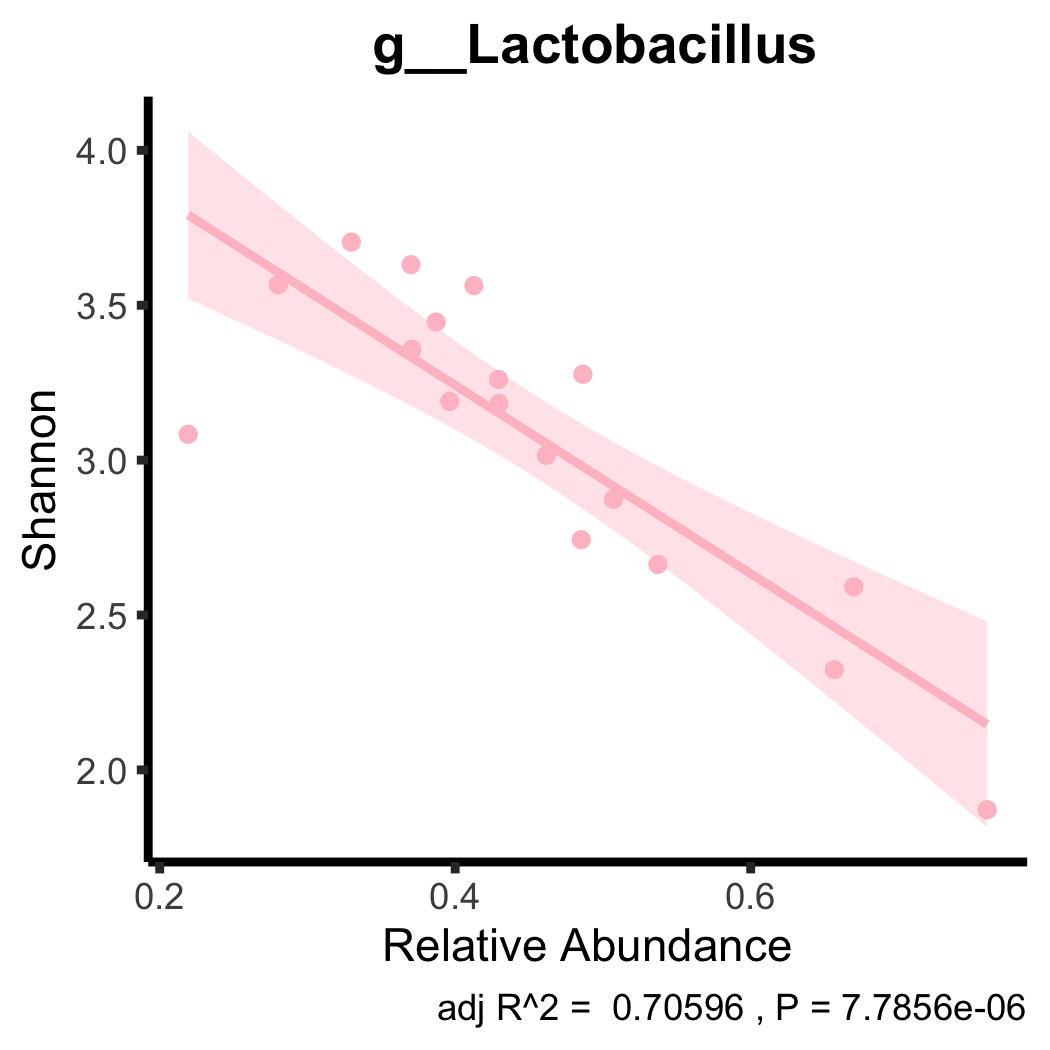 g__Lactobacillus
4.0
3.5
3.0
2.5
2.0
Shannon
0.2 0.4 0.6
Relative Abundance
adj R^2 =  0.70596 , P = 7.7856e-06